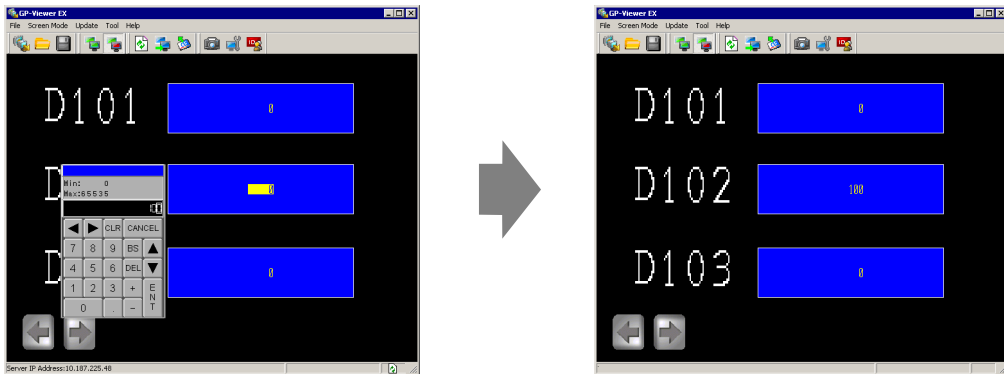 GP-Viewer EX
File Screen Mode Update Tool Help
D101 0
D 0
Min: 0
Max:65535
CLR CANCEL
7 8 9 BS
4 5 6 DEL
1 2 3 + ENT
0 . -
D 0
Server IP Address:10.187.225.48
GP-Viewer EX
File Screen Mode Update Tool Help
D101 0
D102 100
D103 0